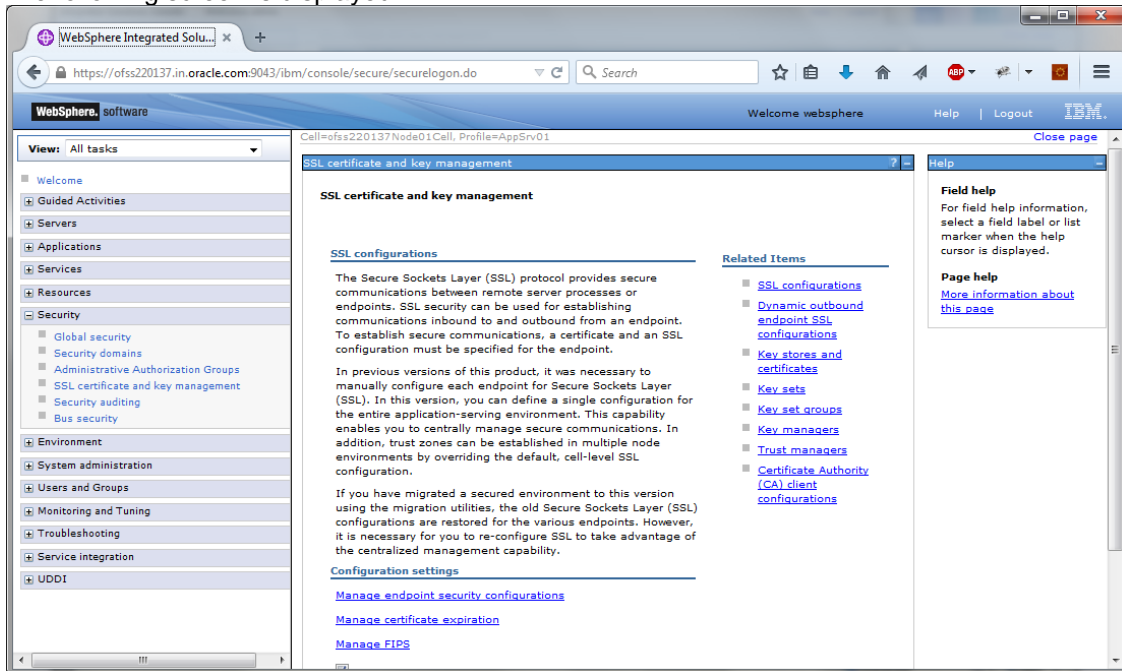 WebSphere Integrated Solu...
https://ofss220137.in.oracle.com:9043/ibm/console/secure/securelogon.do
Search
ABP
WebSphere. software
Welcome websphere
Help | Logout
IBM.
View: All tasks
Welcome
Guided Activities
Servers
Applications
Services
Resources
Security
Global security
Security domains
Administrative Authorization Groups
SSL certificate and key management
Security auditing
Bus security
Environment
System administration
Users and Groups
Monitoring and Tuning
Troubleshooting
Service integration
UDDI
Cell=ofss220137Node01Cell, Profile=AppSrv01
Close page
SSL certificate and key management
SSL certificate and key management
SSL configurations
The Secure Sockets Layer (SSL) protocol provides secure
communications between remote server processes or
endpoints. SSL security can be used for establishing
communications inbound to and outbound from an endpoint.
To establish secure communications, a certificate and an SSL
configuration must be specified for the endpoint.
In previous versions of this product, it was necessary to
manually configure each endpoint for Secure Sockets Layer
(SSL). In this version, you can define a single configuration for
the entire application-serving environment. This capability
enables you to centrally manage secure communications. In
addition, trust zones can be established in multiple node
environments by overriding the default, cell-level SSL
configuration.
If you have migrated a secured environment to this version
using the migration utilities, the old Secure Sockets Layer (SSL)
configurations are restored for the various endpoints. However,
it is necessary for you to re-configure SSL to take advantage of
the centralized management capability.
Configuration settings
Manage endpoint security configurations
Manage certificate expiration
Manage FIPS
Related Items
SSL configurations
Dynamic outbound
endpoint SSL
configurations
Key stores and
certificates
Key sets
Key set groups
Key managers
Trust managers
Certificate Authority
(CA) client
configurations
Help
Field help
For field help information,
select a field label or list
marker when the help
cursor is displayed.
Page help
More information about
this page